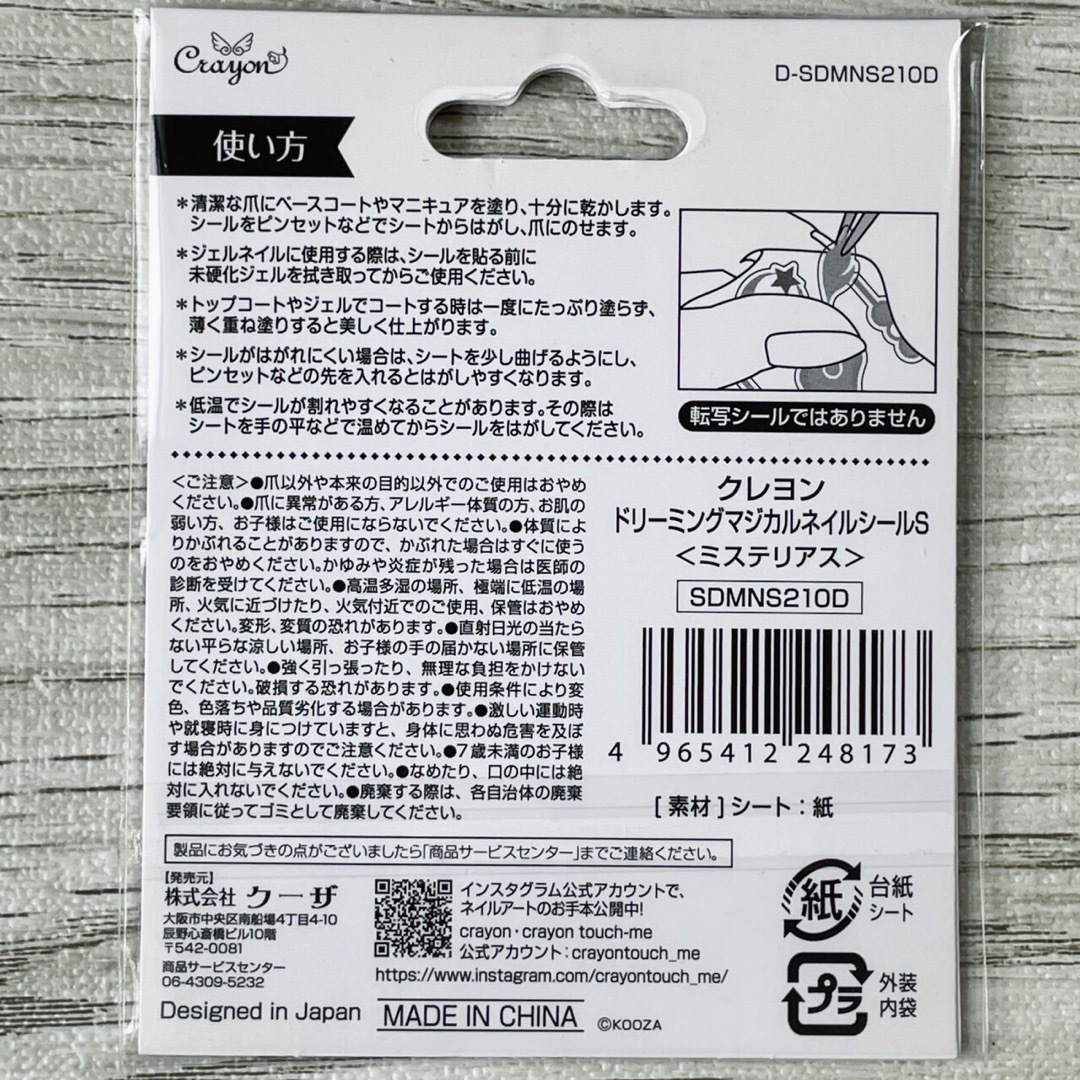 Crayon
D-SDMNS210D
使い方
＊清潔な爪にベースコートやマニキュアを塗り、十分に乾かします。
シールをピンセットなどでシートからはがし、爪にのせます。
＊ジェルネイルに使用する際は、シールを貼る前に
未硬化ジェルを拭き取ってからご使用ください。
＊トップコートやジェルでコートする時は一度にたっぷり塗らず、
薄く重ね塗りすると美しく仕上がります。
＊シールがはがれにくい場合は、シートを少し曲げるようにし、
ピンセットなどの先を入れるとはがしやすくなります。
＊低温でシールが割れやすくなることがあります。その際は
シートを手の平などで温めてからシールをはがしてください。
転写シールではありません
＜ご注意＞●爪以外や本来の目的以外でのご使用はおやめ
ください。●爪に異常がある方、アレルギー体質の方、お肌の
弱い方、お子様はご使用にならないでください。●体質によ
りかぶれることがありますので、かぶれた場合はすぐに使う
のをおやめください。かゆみや炎症が残った場合は医師の
診断を受けてください。●高温多湿の場所、極端に低温の場
所、火気に近づけたり、火気付近でのご使用、保管はおやめ
ください。変形、変質の恐れがあります。●直射日光の当たら
ない平らな涼しい場所、お子様の手の届かない場所に保管
してください。●強く引っ張ったり、無理な負担をかけない
でください。破損する恐れがあります。●使用条件により変
色、色落ちや品質劣化する場合があります。●激しい運動時
や就寝時に身につけていますと、身体に思わぬ危害を及ぼ
す場合がありますのでご注意ください。●7歳未満のお子様
には絶対に与えないでください。●なめたり、口の中には絶
対に入れないでください。●廃棄する際は、各自治体の廃棄
要領に従ってゴミとして廃棄してください。
クレヨン
ドリーミングマジカルネイルシールS
＜ミステリアス＞
SDMNS210D
4 965412 248173
[ 素材 ] シート：紙
製品にお気づきの点がございましたら「商品サービスセンター」までご連絡ください。
【発売元】
株式会社 クーザ
大阪市中央区南船場4丁目4-10
辰野心斎橋ビル10階
〒542-0081
商品サービスセンター
06-4309-5232
インスタグラム公式アカウントで、
ネイルアートのお手本公開中!
crayon・crayon touch-me
公式アカウント：crayontouch_me
https://www.instagram.com/crayontouch_me/
Designed in Japan
MADE IN CHINA
©KOOZA
紙
台紙
シート
プラ
外装
内袋